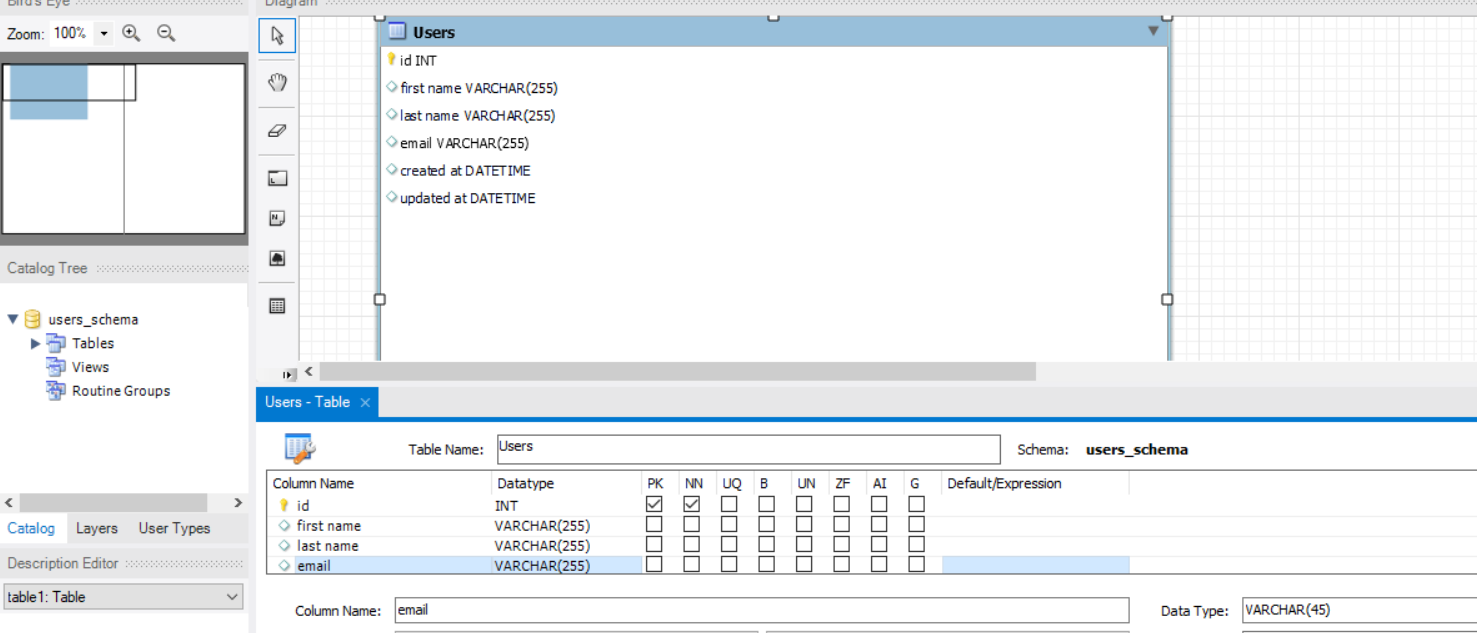 Bird's Eye
Zoom: 100%
Catalog Tree
users_schema
Tables
Views
Routine Groups
Catalog Layers User Types
Description Editor
table1: Table
Diagram
Users
id INT
first name VARCHAR(255)
last name VARCHAR(255)
email VARCHAR(255)
created at DATETIME
updated at DATETIME
Users - Table
Table Name: Users Schema: users_schema
Column Name Datatype PK NN UQ B UN ZF AI G Default/Expression
id INT
first name VARCHAR(255)
last name VARCHAR(255)
email VARCHAR(255)
Column Name: email Data Type: VARCHAR(45)